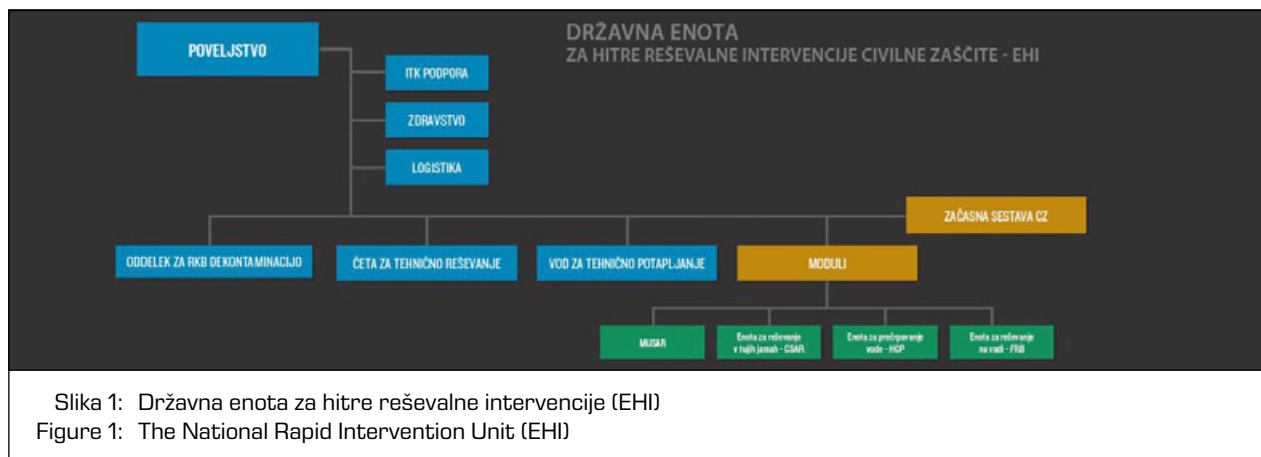 DRŽAVNA ENOTA
ZA HITRE REŠEVALNE INTERVENCIJE CIVILNE ZAŠČITE - EHI
POVELJSTVO
ITK PODPORA
ZDRAVSTVO
LOGISTIKA
ZAČASNA SESTAVA CZ
ODDELEK ZA RKB DEKONTAMINACIJO
ČETA ZA TEHNIČNO REŠEVANJE
VOD ZA TEHNIČNO POTAPLJANJE
MODULI
MUSAR
Enota za reševanje
v tujih jamah - CSAR
Enota za prečrpavanje
vode - HCP
Enota za reševanje
na vodi - FRB
Slika 1: Državna enota za hitre reševalne intervencije (EHI)
Figure 1: The National Rapid Intervention Unit (EHI)